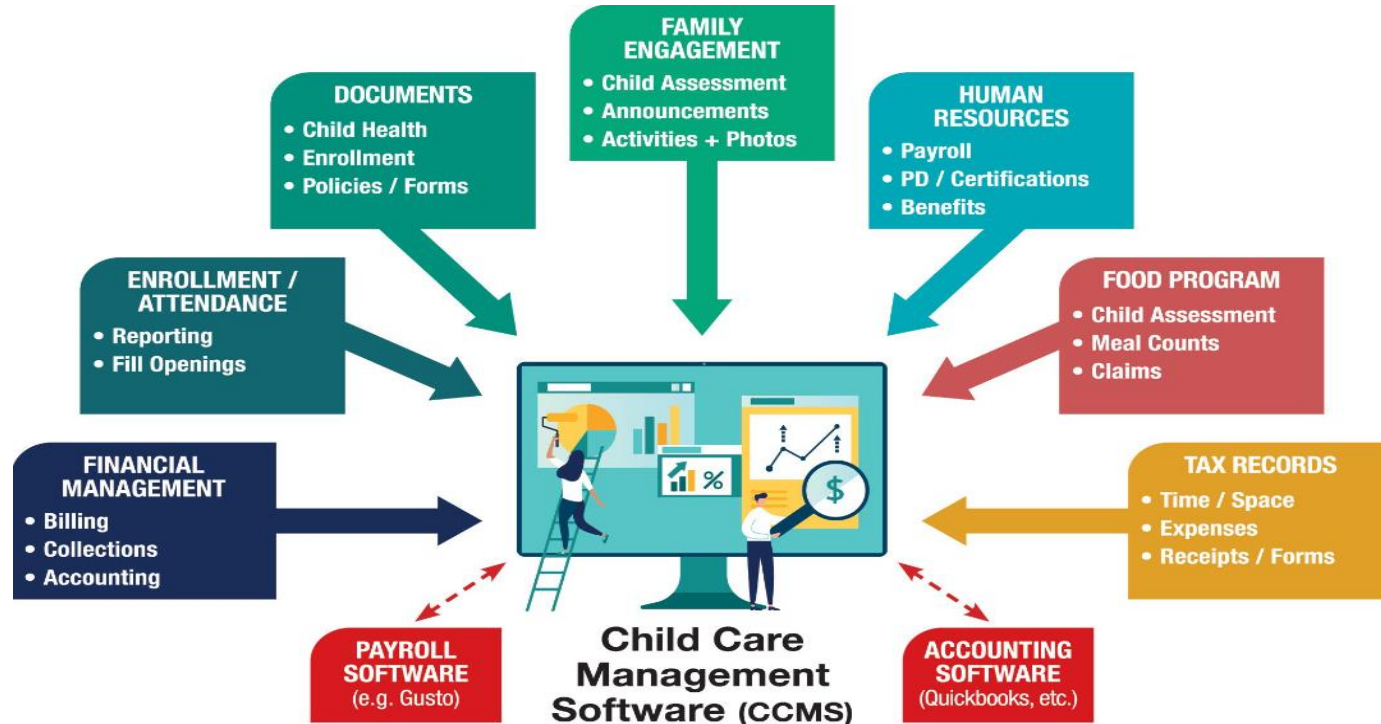 FAMILY
ENGAGEMENT
• Child Assessment
• Announcements
• Activities + Photos
DOCUMENTS
• Child Health
• Enrollment
• Policies / Forms
HUMAN
RESOURCES
• Payroll
• PD / Certifications
• Benefits
ENROLLMENT /
ATTENDANCE
• Reporting
• Fill Openings
FOOD PROGRAM
• Child Assessment
• Meal Counts
• Claims
FINANCIAL
MANAGEMENT
• Billing
• Collections
• Accounting
%
$
TAX RECORDS
• Time / Space
• Expenses
• Receipts / Forms
PAYROLL
SOFTWARE
(e.g. Gusto)
Child Care
Management
Software (CCMS)
ACCOUNTING
SOFTWARE
(Quickbooks, etc.)